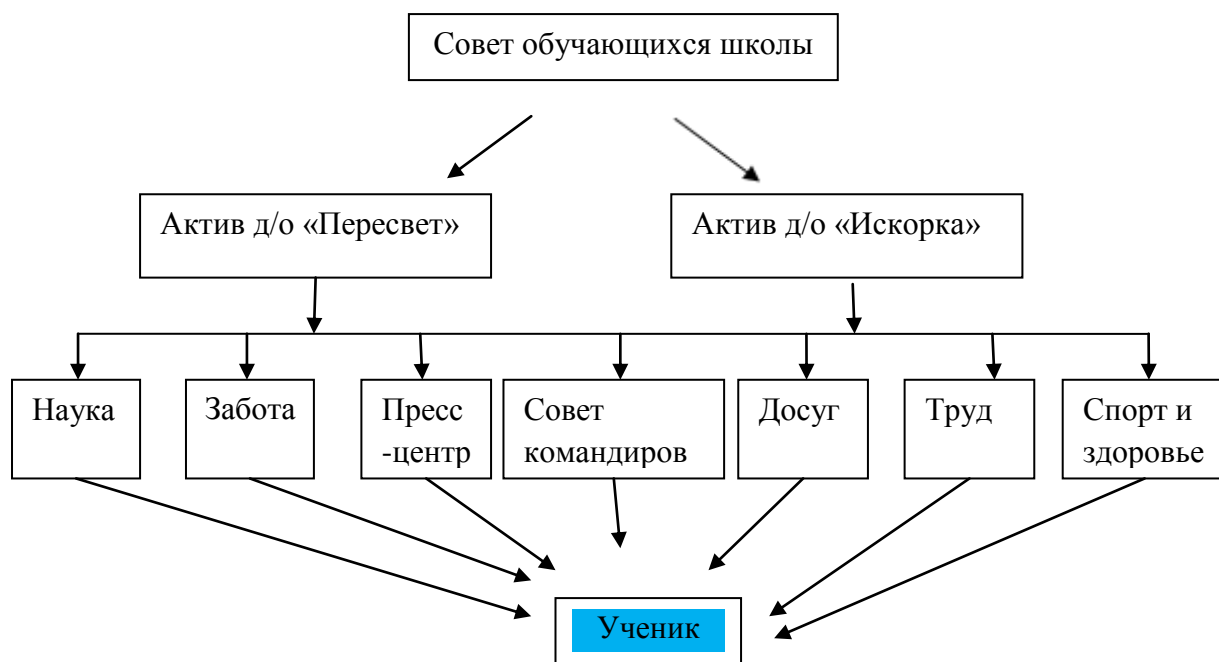 Совет обучающихся школы
Актив д/о «Пересвет»
Актив д/о «Искорка»
Наука
Забота
Пресс
-центр
Совет
командиров
Досуг
Труд
Спорт и
здоровье
Ученик